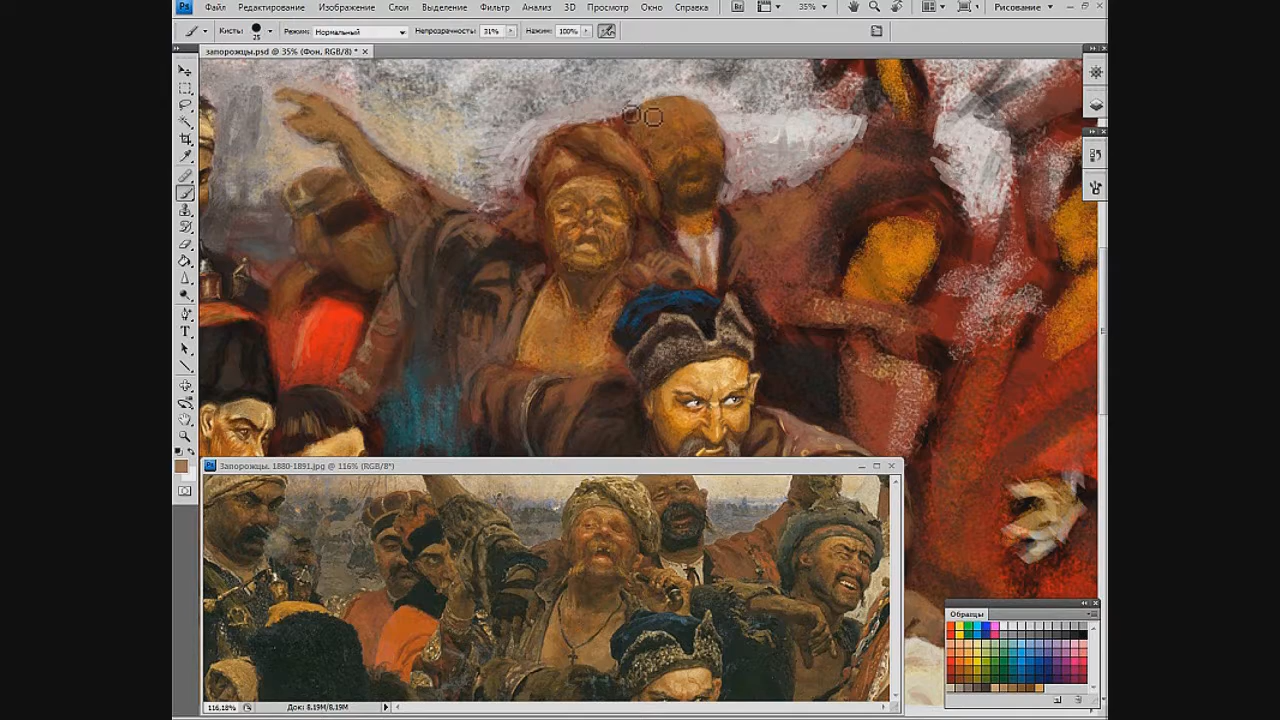 Ps Файл Редактирование Изображение Слои Выделение Фильтр Анализ 3D Просмотр Окно Справка Br 35% Рисование
Кисть: 25 Режим: Нормальный Непрозрачность: 31% Нажим: 100%
запорожцы.psd @ 35% (Фон, RGB/8) *
T
Запорожцы. 1880-1891.jpg @ 116% (RGB/8*)
Образцы
116,18% Док: 8,19M/8,19M